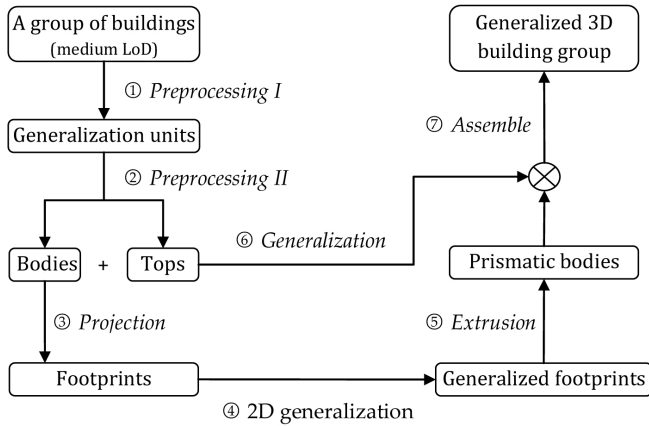 A group of buildings
(medium LoD)
① Preprocessing I
Generalization units
② Preprocessing II
Bodies + Tops
③ Projection
Footprints
④ 2D generalization
Generalized footprints
⑤ Extrusion
Prismatic bodies
⑥ Generalization
⑦ Assemble
Generalized 3D
building group